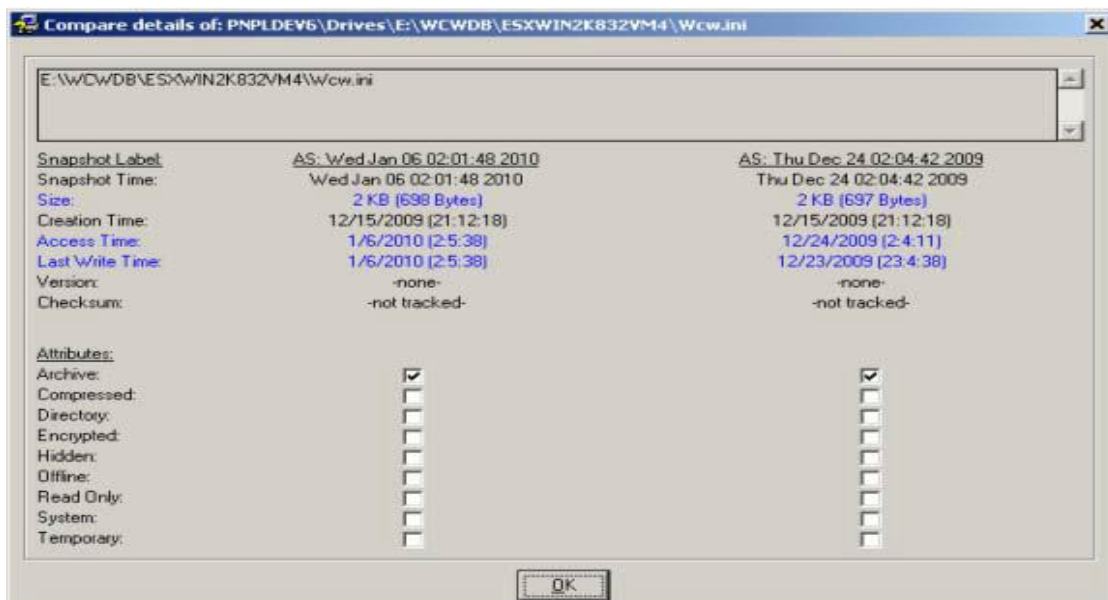 Compare details of: PNPLDEV6\Drives\E:\WCWDB\ESXWIN2K832VM4\Wcw.ini
E:\WCWDB\ESXWIN2K832VM4\Wcw.ini
Snapshot Label: AS: Wed Jan 06 02:01:48 2010 AS: Thu Dec 24 02:04:42 2009
Snapshot Time: Wed Jan 06 02:01:48 2010 Thu Dec 24 02:04:42 2009
Size: 2 KB (698 Bytes) 2 KB (697 Bytes)
Creation Time: 12/15/2009 (21:12:18) 12/15/2009 (21:12:18)
Access Time: 1/6/2010 (2:5:38) 12/24/2009 (2:4:11)
Last Write Time: 1/6/2010 (2:5:38) 12/23/2009 (23:4:38)
Version: -none- -none-
Checksum: -not tracked- -not tracked-
Attributes:
Archive:
Compressed:
Directory:
Encrypted:
Hidden:
Offline:
Read Only:
System:
Temporary:
OK